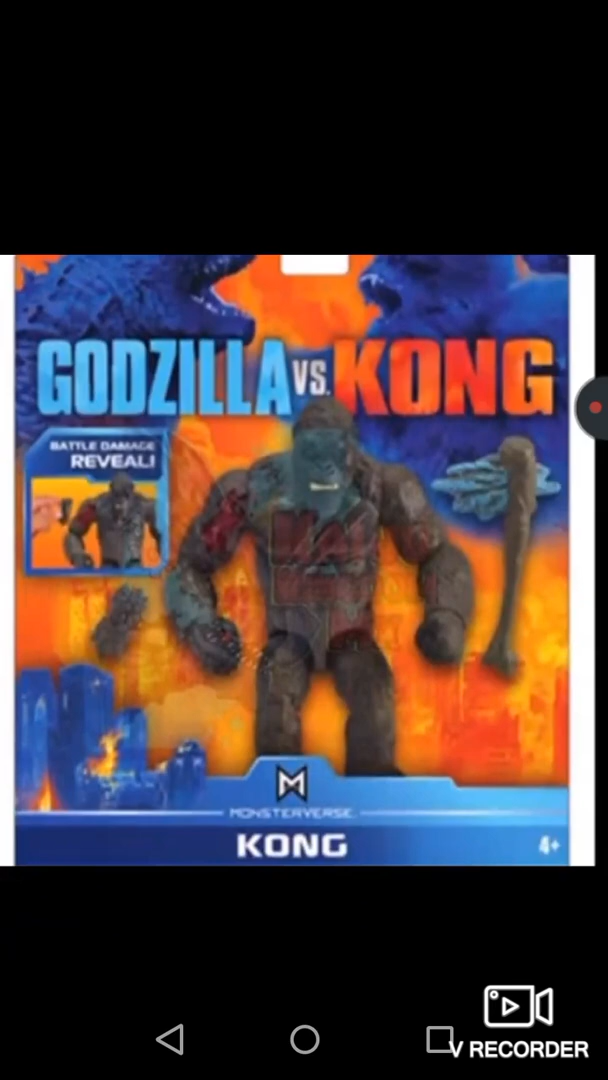 GODZILLA VS. KONG
BATTLE DAMAGE
REVEAL!
M
MONSTERVERSE
KONG
4+
V RECORDER